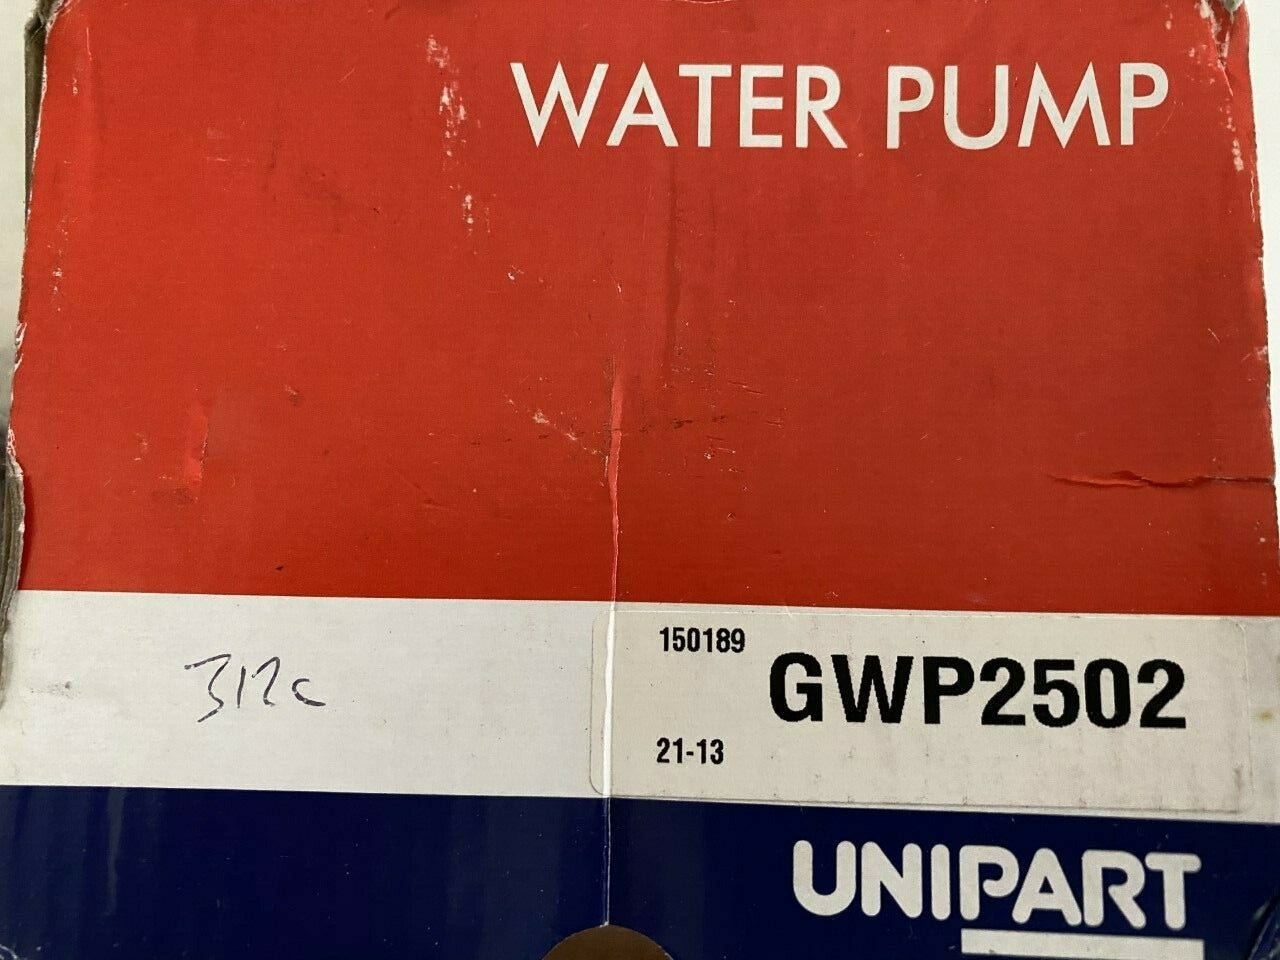 WATER PUMP
150189
GWP2502
21-13
UNIPART